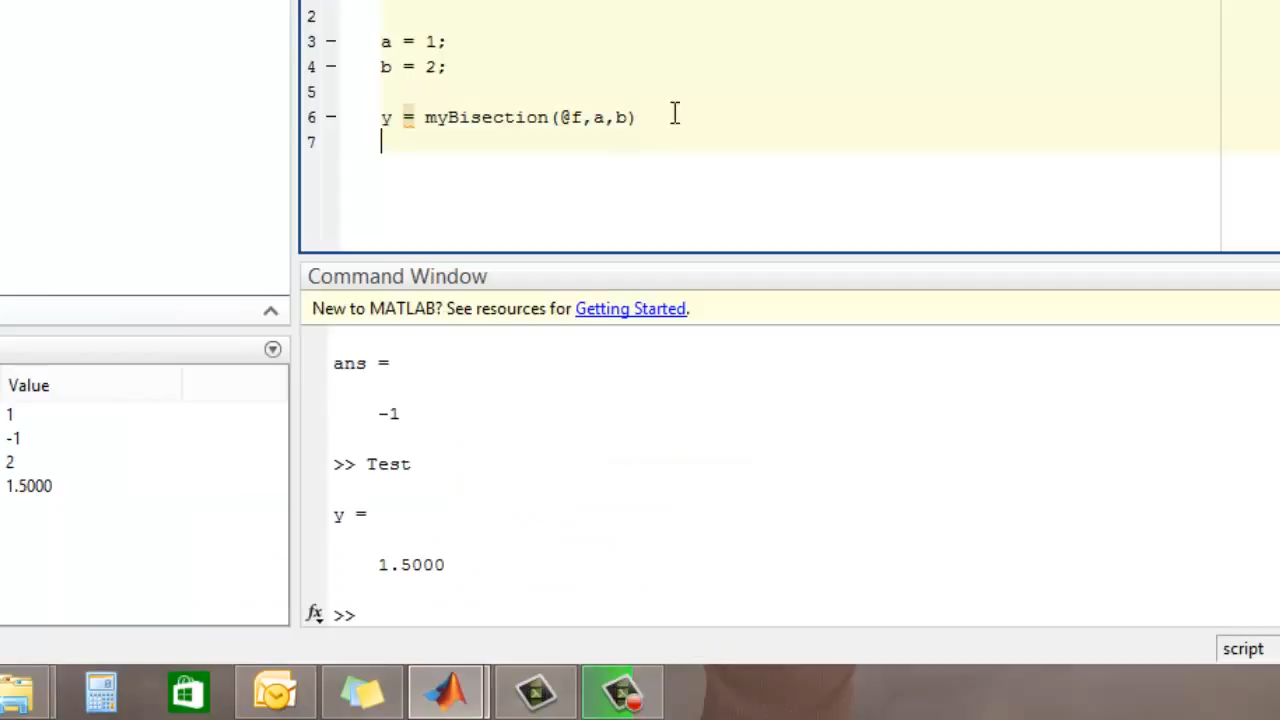 2
3 — a = 1;
4 — b = 2;
5
6 — y = myBisection(@f,a,b)
7
Command Window
New to MATLAB? See resources for Getting Started.
ans =
-1
>> Test
y =
1.5000
fx >>
Value
1
-1
2
1.5000
script